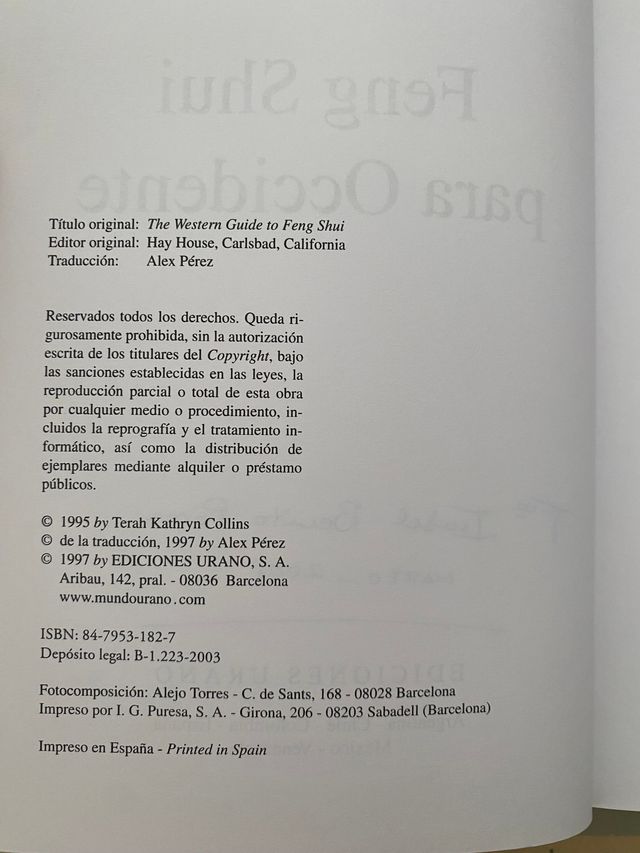 Feng Shui
para Occidente
Título original: The Western Guide to Feng Shui
Editor original: Hay House, Carlsbad, California
Traducción: Alex Pérez
Reservados todos los derechos. Queda ri-
gurosamente prohibida, sin la autorización
escrita de los titulares del Copyright, bajo
las sanciones establecidas en las leyes, la
reproducción parcial o total de esta obra
por cualquier medio o procedimiento, in-
cluidos la reprografía y el tratamiento in-
formático, así como la distribución de
ejemplares mediante alquiler o préstamo
públicos.
© 1995 by Terah Kathryn Collins
© de la traducción, 1997 by Alex Pérez
© 1997 by EDICIONES URANO, S. A.
Aribau, 142, pral. - 08036 Barcelona
www.mundourano.com
ISBN: 84-7953-182-7
Depósito legal: B-1.223-2003
EDICIONES URANO
Fotocomposición: Alejo Torres - C. de Sants, 168 - 08028 Barcelona
Impreso por I. G. Puresa, S. A. - Girona, 206 - 08203 Sabadell (Barcelona)
Impreso en España - Printed in Spain